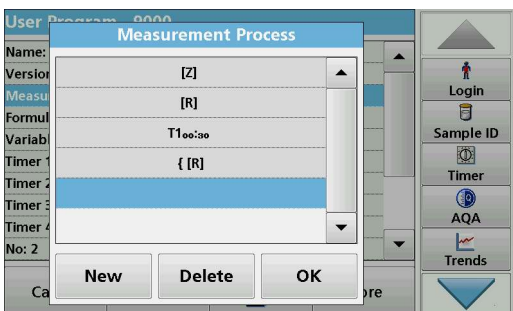 User Program 9000
Measurement Process
Name:
Version
Measu
Formul
Variabl
Timer 1
Timer 2
Timer 3
Timer 4
No: 2
[Z]
[R]
T1₀₀:₃₀
{ [R]
New
Delete
OK
Ca
ore
Login
Sample ID
Timer
AQA
Trends